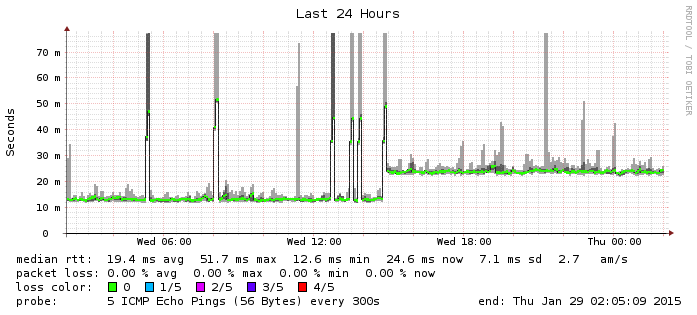 Last 24 Hours
RRDTOOL / TOBI OETIKER
Seconds
70 m
60 m
50 m
40 m
30 m
20 m
10 m
0
Wed 06:00 Wed 12:00 Wed 18:00 Thu 00:00
median rtt: 19.4 ms avg 51.7 ms max 12.6 ms min 24.6 ms now 7.1 ms sd 2.7 am/s
packet loss: 0.00 % avg 0.00 % max 0.00 % min 0.00 % now
loss color: 0 1/5 2/5 3/5 4/5
probe: 5 ICMP Echo Pings (56 Bytes) every 300s end: Thu Jan 29 02:05:09 2015